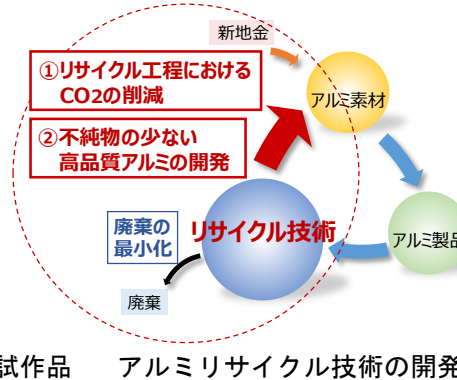 新地金
①リサイクル工程における
CO2の削減
アルミ素材
②不純物の少ない
高品質アルミの開発
廃棄の
最小化
リサイクル技術
アルミ製品
廃棄
試作品 アルミリサイクル技術の開発